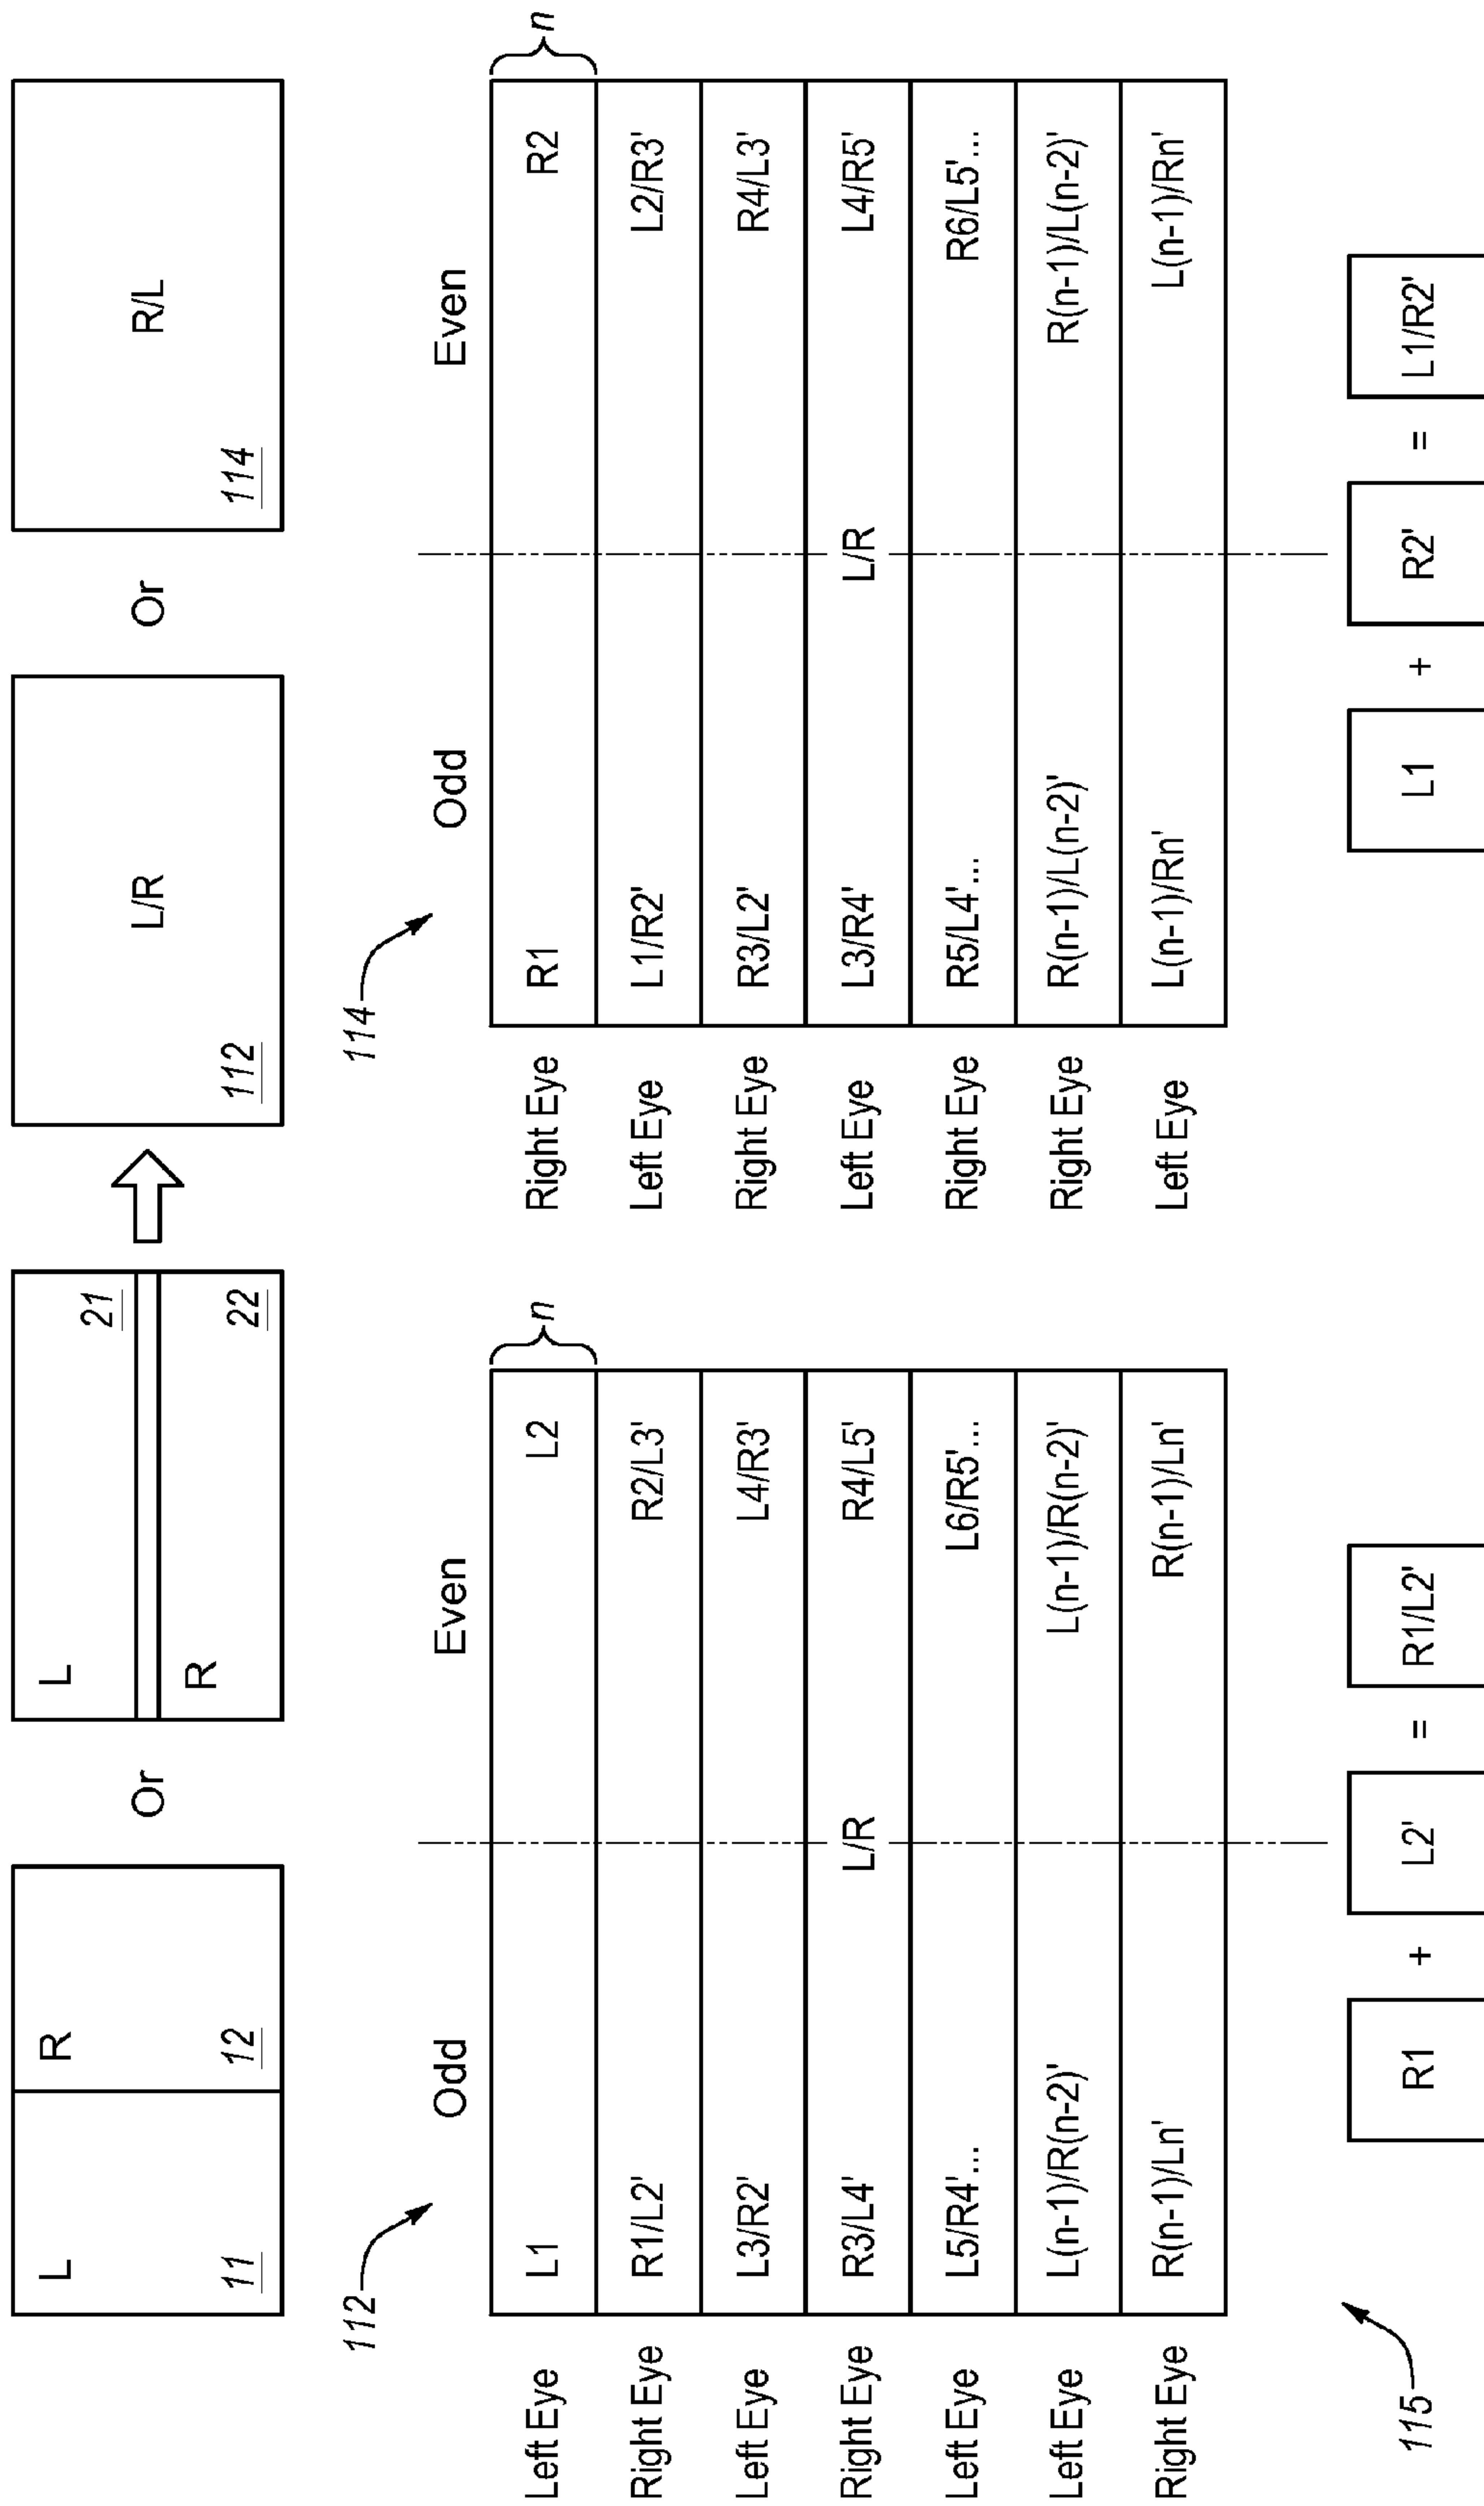 L R Or L 21 L/R Or R/L
11 12 R 22 112 114
112 114
Odd Even Odd Even
Left Eye L1 L2 n Right Eye R1 R2 n
Right Eye R1/L2' R2/L3' Left Eye L1/R2' L2/R3'
Left Eye L3/R2' L4/R3' Right Eye R3/L2' R4/L3'
Right Eye R3/L4' L/R R4/L5' Left Eye L3/R4' L/R L4/R5'
Left Eye L5/R4'... L6/R5'... Right Eye R5/L4'... R6/L5'...
Left Eye L(n-1)/R(n-2)' L(n-1)/R(n-2)' Right Eye R(n-1)/L(n-2)' R(n-1)/L(n-2)'
Right Eye R(n-1)/Ln' R(n-1)/Ln' Left Eye L(n-1)/Rn' L(n-1)/Rn'
115 R1 + L2' = R1/L2' L1 + R2' = L1/R2'